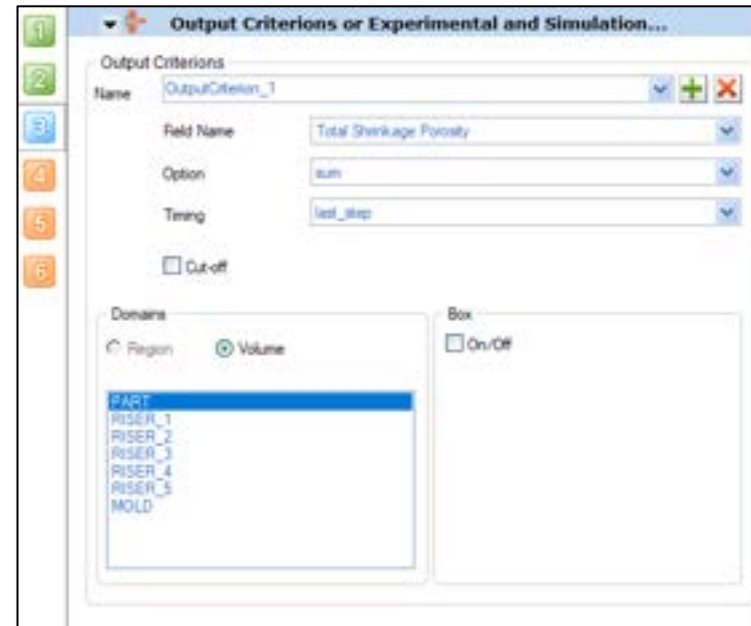 1
Output Criterions or Experimental and Simulation...
Output Criterions
2
Name OutputCriterion_1
3
Field Name Total Shrinkage Porosity
4
Option sum
5
Timing last_step
6
Cut-off
Domains
Box
Region Volume
On/Off
PART
RISER_1
RISER_2
RISER_3
RISER_4
RISER_5
MOLD